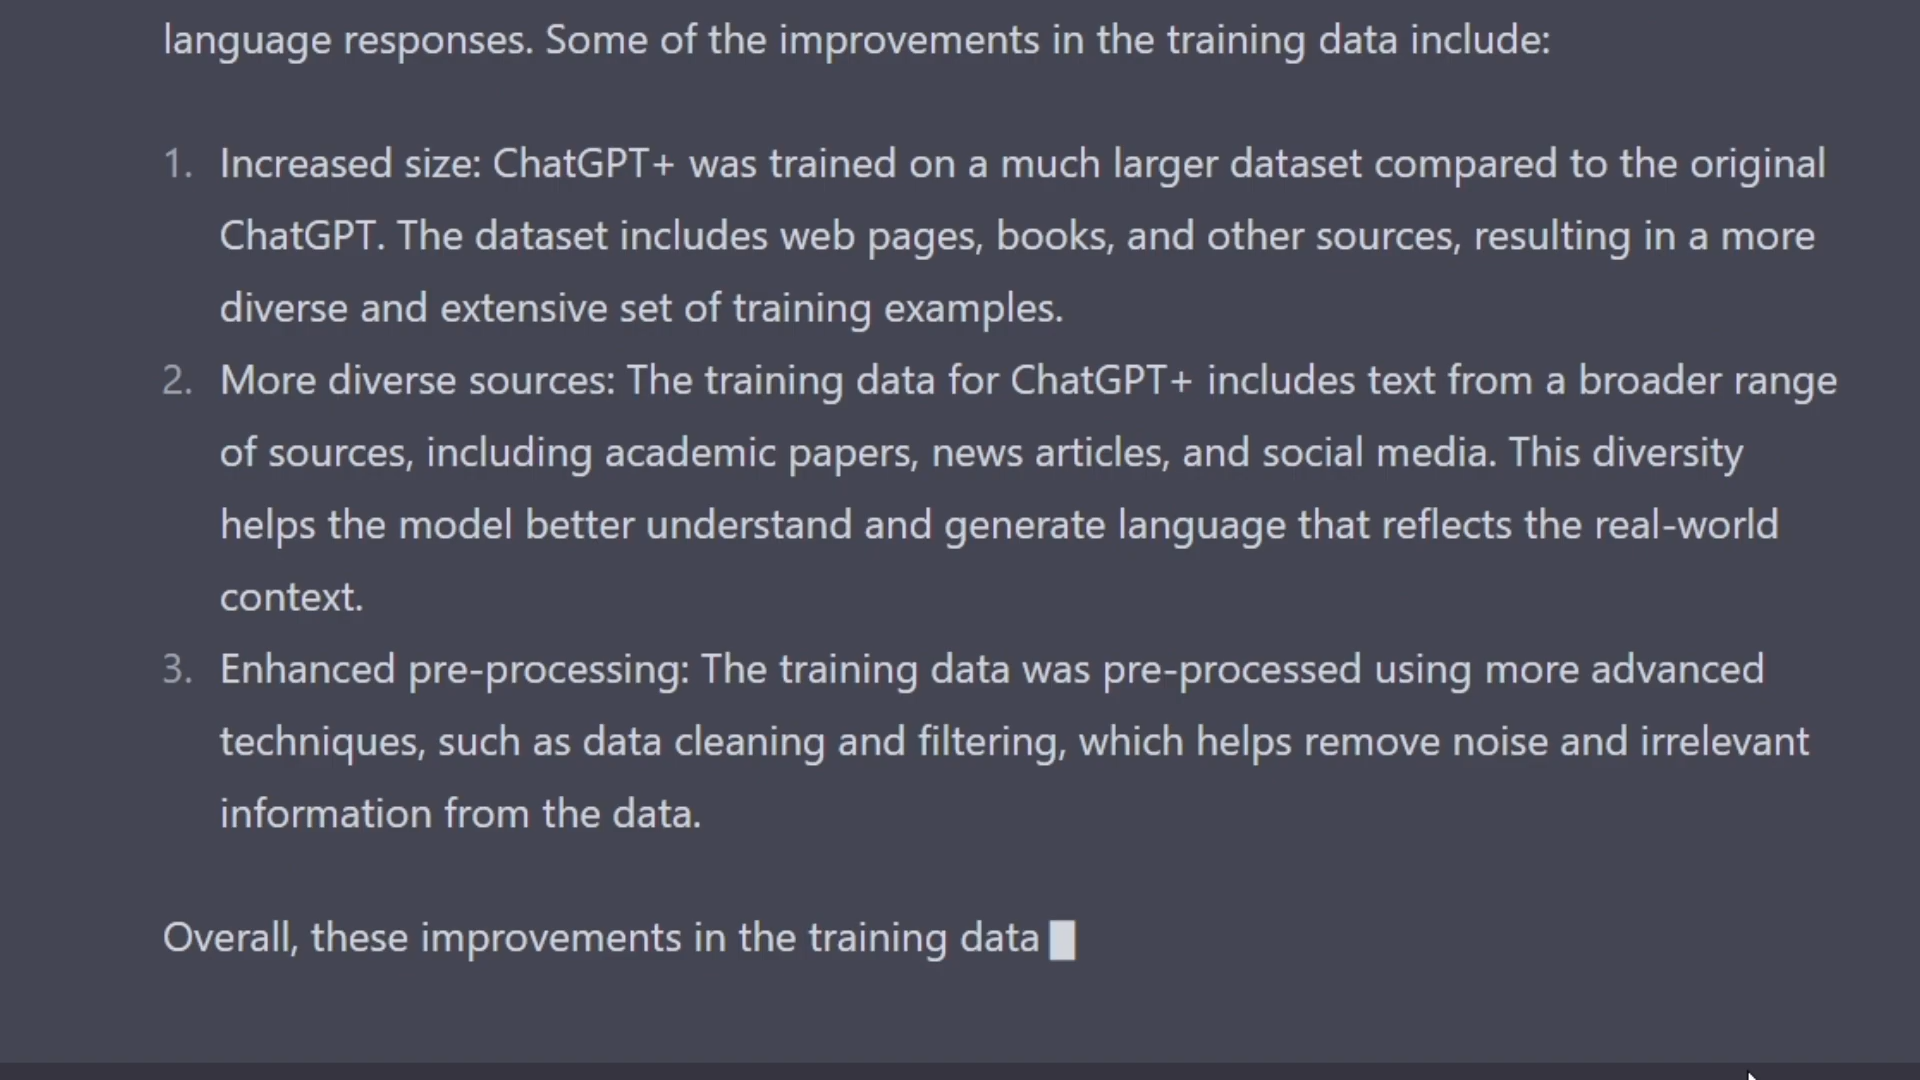 language responses. Some of the improvements in the training data include:
1. Increased size: ChatGPT+ was trained on a much larger dataset compared to the original
ChatGPT. The dataset includes web pages, books, and other sources, resulting in a more
diverse and extensive set of training examples.
2. More diverse sources: The training data for ChatGPT+ includes text from a broader range
of sources, including academic papers, news articles, and social media. This diversity
helps the model better understand and generate language that reflects the real-world
context.
3. Enhanced pre-processing: The training data was pre-processed using more advanced
techniques, such as data cleaning and filtering, which helps remove noise and irrelevant
information from the data.
Overall, these improvements in the training data